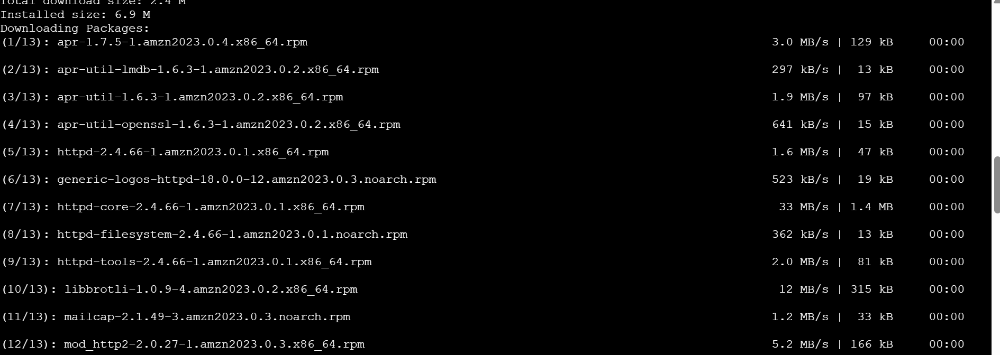 Total download size: 2.4 M
Installed size: 6.9 M
Downloading Packages:
(1/13): apr-1.7.5-1.amzn2023.0.4.x86_64.rpm 3.0 MB/s | 129 kB 00:00
(2/13): apr-util-lmdb-1.6.3-1.amzn2023.0.2.x86_64.rpm 297 kB/s | 13 kB 00:00
(3/13): apr-util-1.6.3-1.amzn2023.0.2.x86_64.rpm 1.9 MB/s | 97 kB 00:00
(4/13): apr-util-openssl-1.6.3-1.amzn2023.0.2.x86_64.rpm 641 kB/s | 15 kB 00:00
(5/13): httpd-2.4.66-1.amzn2023.0.1.x86_64.rpm 1.6 MB/s | 47 kB 00:00
(6/13): generic-logos-httpd-18.0.0-12.amzn2023.0.3.noarch.rpm 523 kB/s | 19 kB 00:00
(7/13): httpd-core-2.4.66-1.amzn2023.0.1.x86_64.rpm 33 MB/s | 1.4 MB 00:00
(8/13): httpd-filesystem-2.4.66-1.amzn2023.0.1.noarch.rpm 362 kB/s | 13 kB 00:00
(9/13): httpd-tools-2.4.66-1.amzn2023.0.1.x86_64.rpm 2.0 MB/s | 81 kB 00:00
(10/13): libbrotli-1.0.9-4.amzn2023.0.2.x86_64.rpm 12 MB/s | 315 kB 00:00
(11/13): mailcap-2.1.49-3.amzn2023.0.3.noarch.rpm 1.2 MB/s | 33 kB 00:00
(12/13): mod_http2-2.0.27-1.amzn2023.0.3.x86_64.rpm 5.2 MB/s | 166 kB 00:00